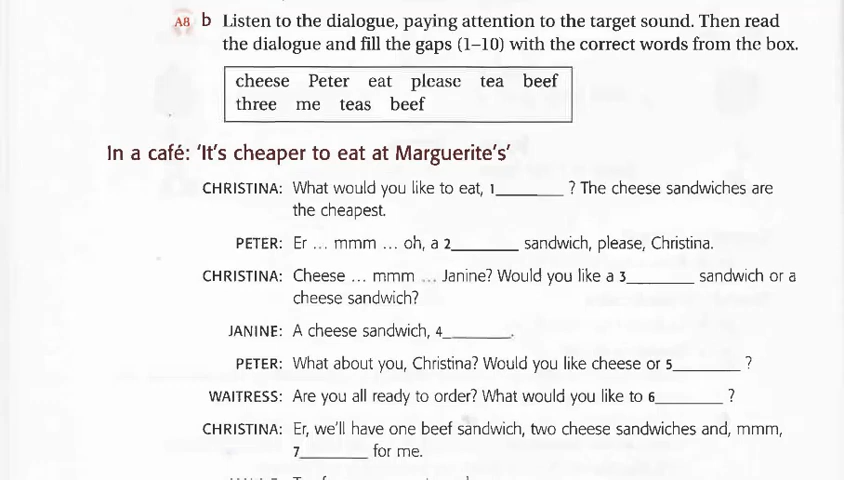 A8 b Listen to the dialogue, paying attention to the target sound. Then read
the dialogue and fill the gaps (1–10) with the correct words from the box.
cheese Peter eat please tea beef
three me teas beef
In a café: 'It's cheaper to eat at Marguerite's'
CHRISTINA: What would you like to eat, 1________ ? The cheese sandwiches are
the cheapest.
PETER: Er ... mmm ... oh, a 2________ sandwich, please, Christina.
CHRISTINA: Cheese ... mmm ... Janine? Would you like a 3________ sandwich or a
cheese sandwich?
JANINE: A cheese sandwich, 4________.
PETER: What about you, Christina? Would you like cheese or 5________ ?
WAITRESS: Are you all ready to order? What would you like to 6________ ?
CHRISTINA: Er, we'll have one beef sandwich, two cheese sandwiches and, mmm,
7________ for me.